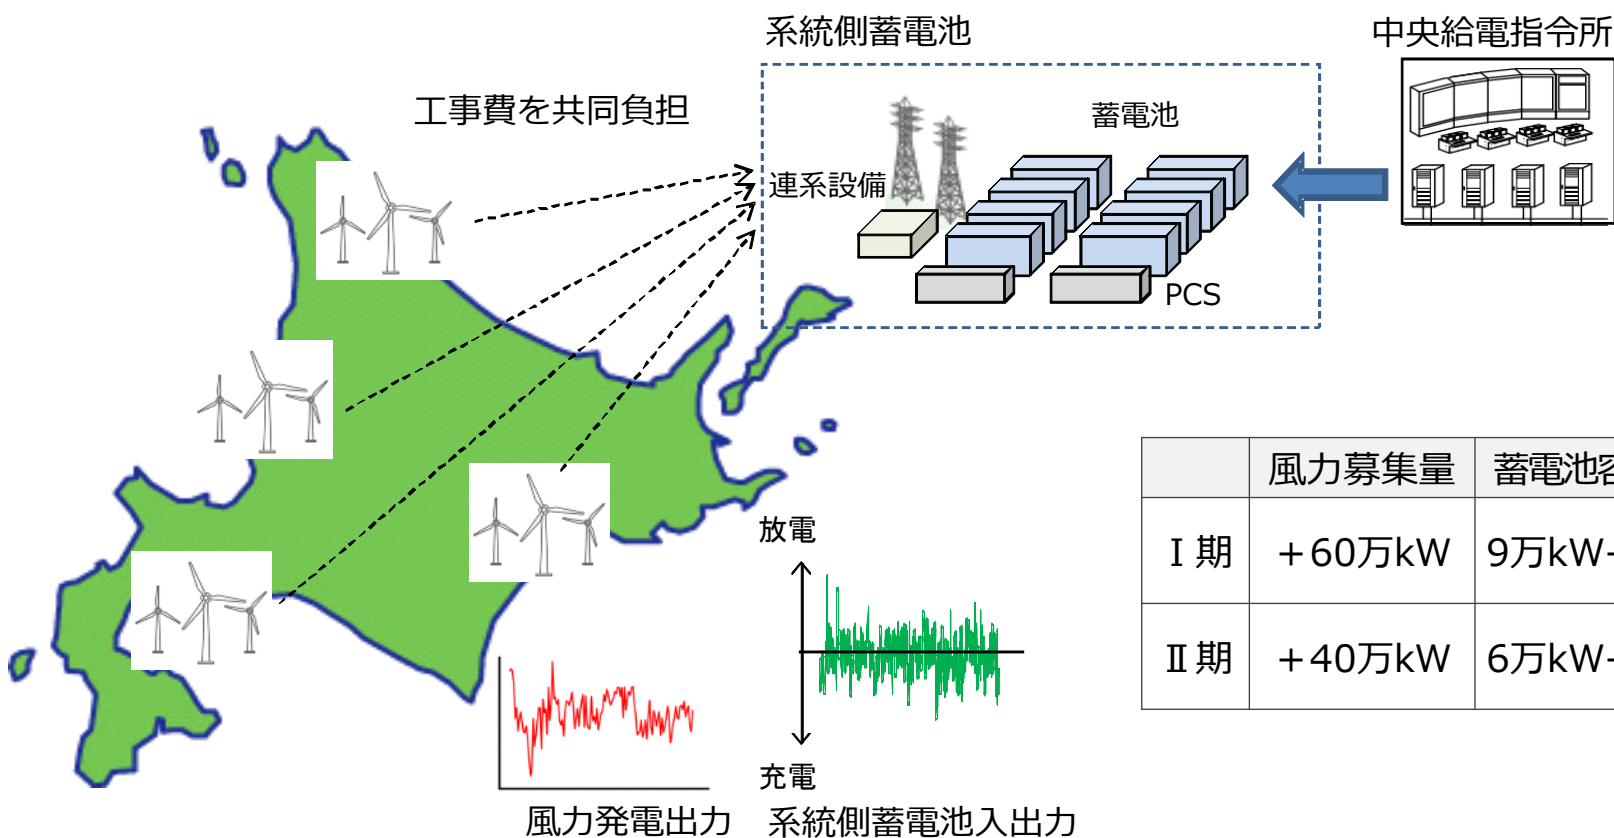 系統側蓄電池
中央給電指令所
工事費を共同負担
蓄電池
連系設備
PCS
風力募集量 蓄電池
Ⅰ期 +60万kW 9万kW-
Ⅱ期 +40万kW 6万kW-
放電
充電
風力発電出力
系統側蓄電池入出力